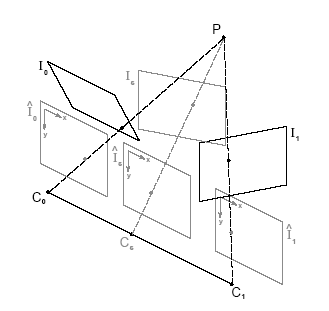 P
I₀
Iₛ
Î₀
x
y
Îₛ
x
y
I₁
x
y
Î₁
C₀
Cₛ
C₁